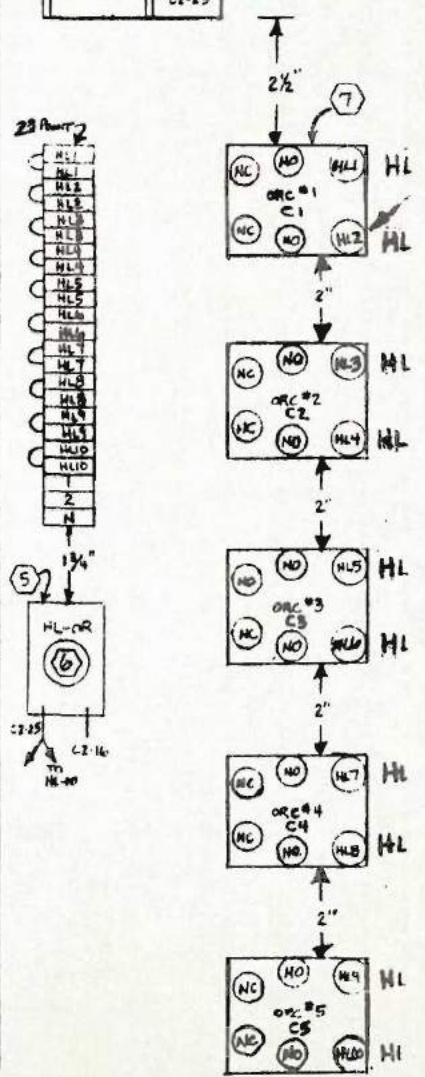 C2-25
2½"
7
23 POINT
HL1
HL1
HL2
HL2
HL3
HL3
HL4
HL4
HL5
HL5
HL6
HL6
HL7
HL7
HL8
HL8
HL9
HL9
HL10
HL10
1
2
N
1¾"
5
HL-OR
6
C2-25
C2-16
TO
NC NO HL1 HL
ORC #1
C1
NC NO HL2 HL
2"
NC NO HL3 HL
ORC #2
C2
NC NO HL4 HL
2"
NO NO HL5 HL
ORC #3
C3
NC NO HL6 HL
2"
NC NO HL7 HL
ORC #4
C4
NC NO HL8 HL
2"
NC NO HL9 HL
ORC #5
C5
NC NO HL10 HL